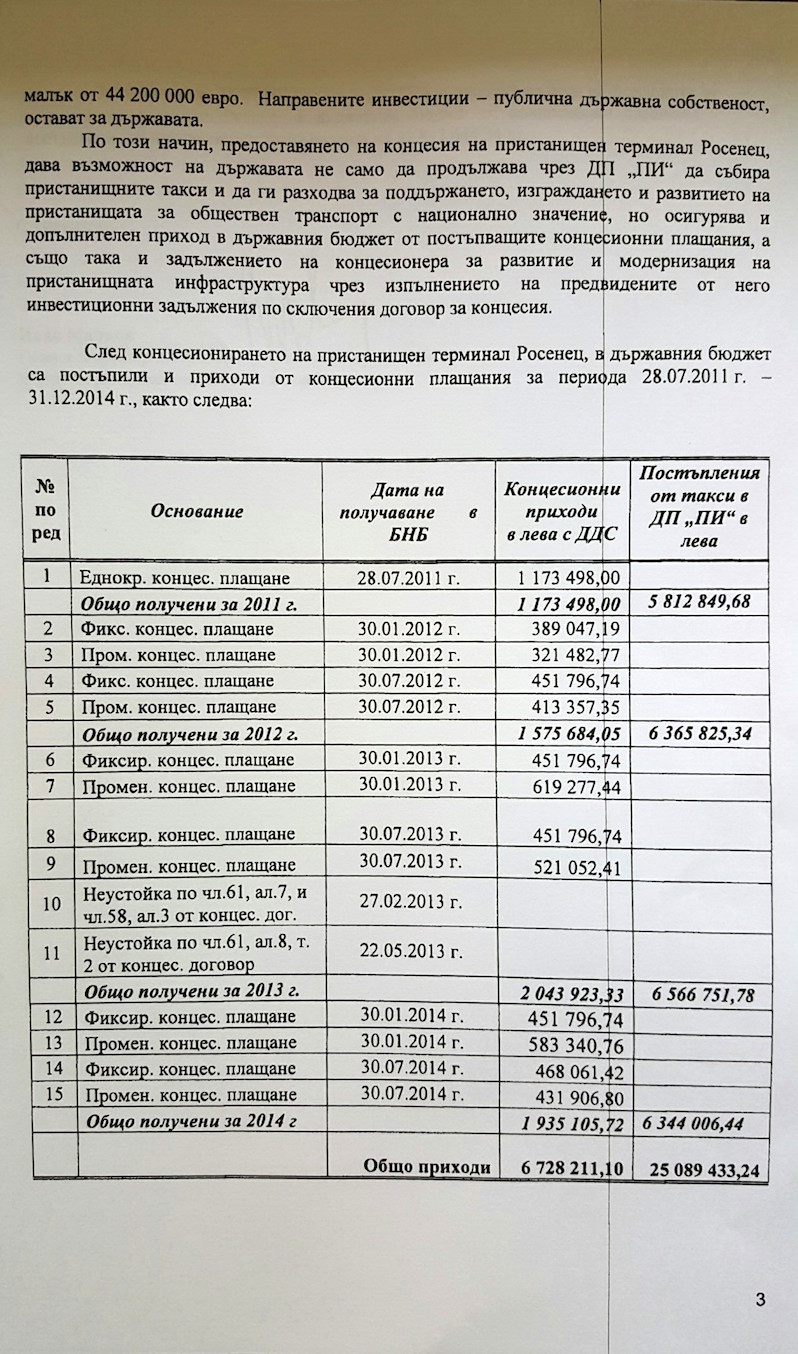 малък от 44 200 000 евро. Направените инвестиции – публична държавна собственост,
остават за държавата.
По този начин, предоставянето на концесия на пристанищен терминал Росенец,
дава възможност на държавата не само да продължава чрез ДП „ПИ“ да събира
пристанищните такси и да ги разходва за поддържането, изграждането и развитието на
пристанищата за обществен транспорт с национално значение, но осигурява и
допълнителен приход в държавния бюджет от постъпващите концесионни плащания, а
също така и задължението на концесионера за развитие и модернизация на
пристанищната инфраструктура чрез изпълнението на предвидените от него
инвестиционни задължения по сключения договор за концесия.
След концесионирането на пристанищен терминал Росенец, в държавния бюджет
са постъпили и приходи от концесионни плащания за периода 28.07.2011 г. –
31.12.2014 г., както следва:
№ по ред Основание Дата на получаване в БНБ Концесионни приходи в лева с ДДС Постъпления от такси в ДП „ПИ“ в лева
1 Еднокр. концес. плащане 28.07.2011 г. 1 173 498,00
Общо получени за 2011 г. 1 173 498,00 5 812 849,68
2 Фикс. концес. плащане 30.01.2012 г. 389 047,19
3 Пром. концес. плащане 30.01.2012 г. 321 482,77
4 Фикс. концес. плащане 30.07.2012 г. 451 796,74
5 Пром. концес. плащане 30.07.2012 г. 413 357,35
Общо получени за 2012 г. 1 575 684,05 6 365 825,34
6 Фиксир. концес. плащане 30.01.2013 г. 451 796,74
7 Промен. концес. плащане 30.01.2013 г. 619 277,44
8 Фиксир. концес. плащане 30.07.2013 г. 451 796,74
9 Промен. концес. плащане 30.07.2013 г. 521 052,41
10 Неустойка по чл.61, ал.7, и
чл.58, ал.3 от концес. дог. 27.02.2013 г.
11 Неустойка по чл.61, ал.8, т.
2 от концес. договор 22.05.2013 г.
Общо получени за 2013 г. 2 043 923,33 6 566 751,78
12 Фиксир. концес. плащане 30.01.2014 г. 451 796,74
13 Промен. концес. плащане 30.01.2014 г. 583 340,76
14 Фиксир. концес. плащане 30.07.2014 г. 468 061,42
15 Промен. концес. плащане 30.07.2014 г. 431 906,80
Общо получени за 2014 г 1 935 105,72 6 344 006,44
Общо приходи 6 728 211,10 25 089 433,24
3